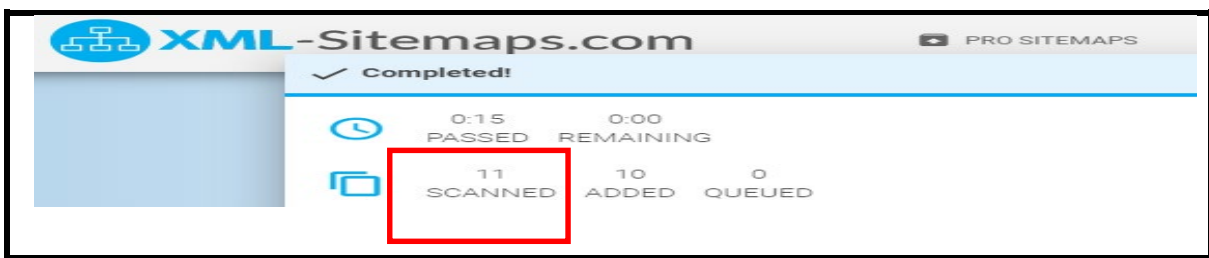 XML-Sitemaps.com PRO SITEMAPS
Completed!
0:15 0:00
PASSED REMAINING
11 10 0
SCANNED ADDED QUEUED